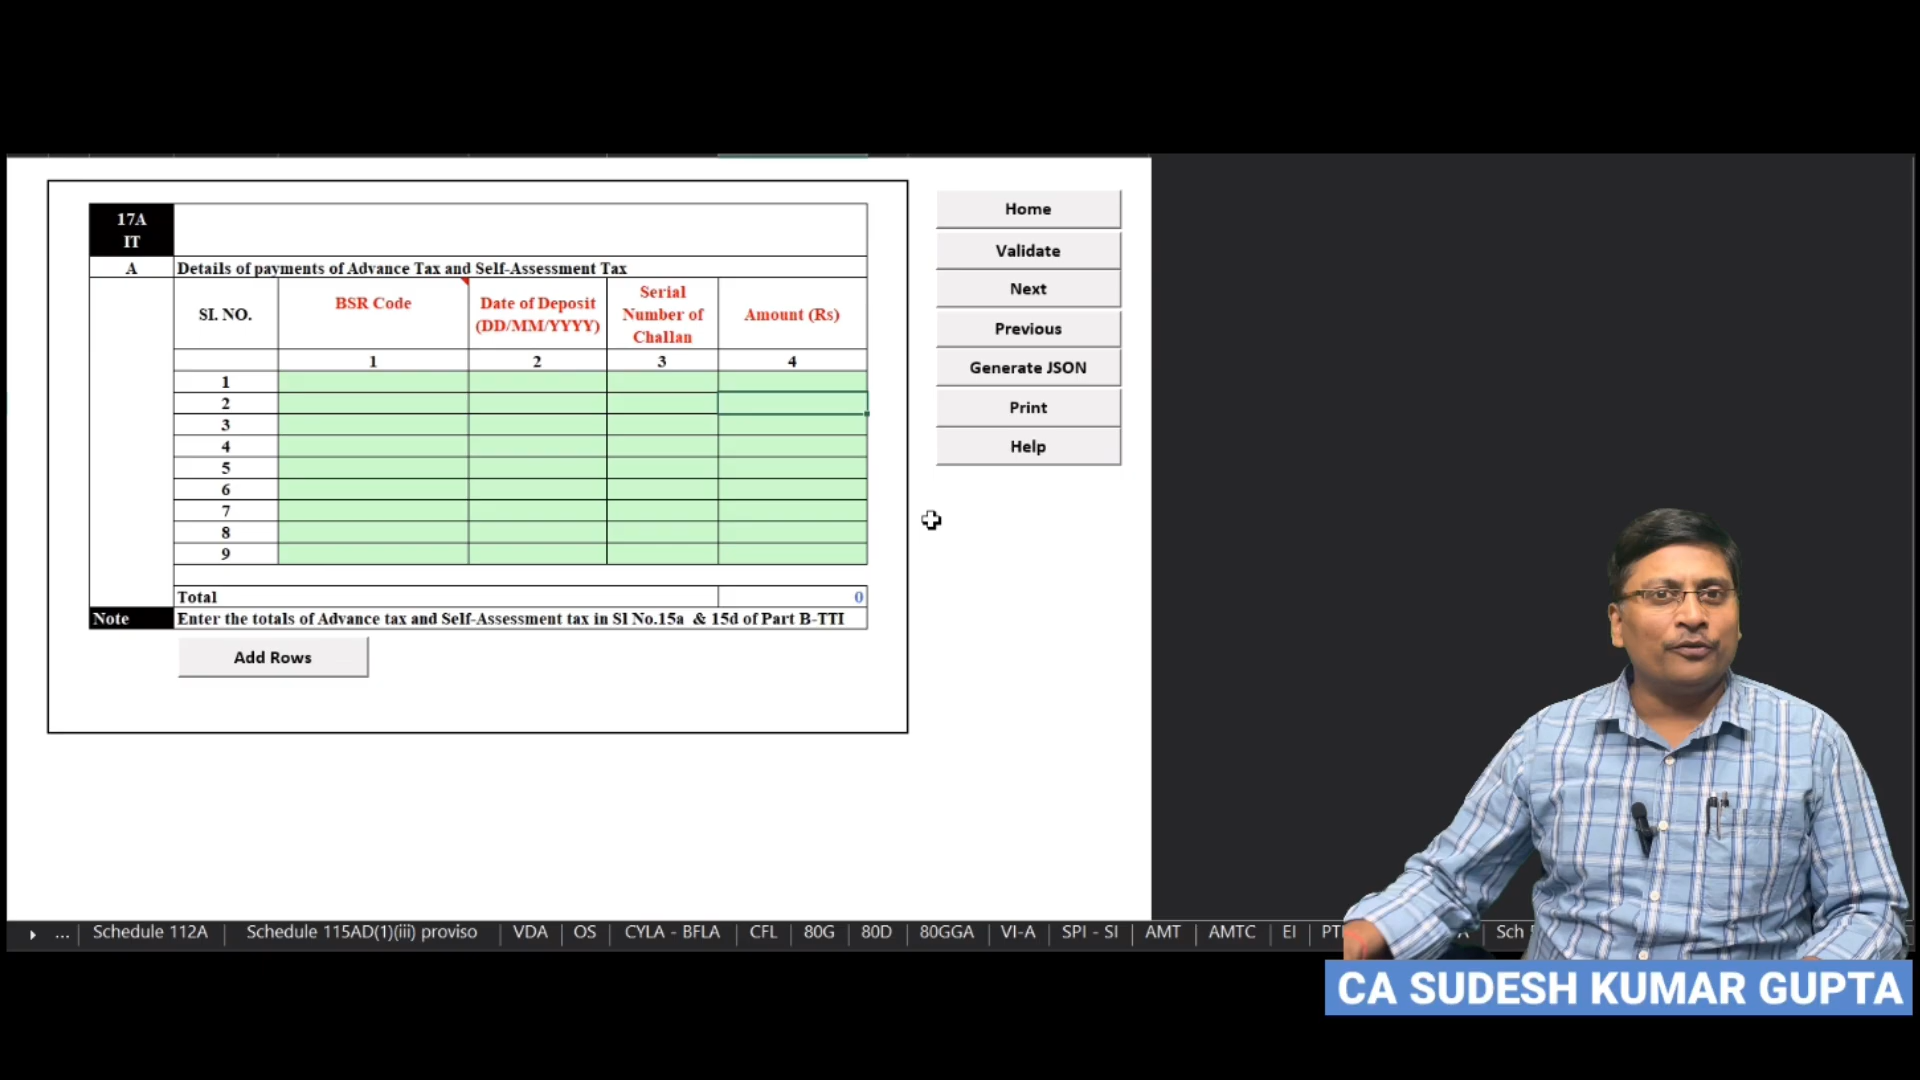 17A
IT
A Details of payments of Advance Tax and Self-Assessment Tax
SL NO. BSR Code Date of Deposit (DD/MM/YYYY) Serial Number of Challan Amount (Rs)
1 2 3 4
1
2
3
4
5
6
7
8
9
Total 0
Note Enter the totals of Advance tax and Self-Assessment tax in Sl No.15a & 15d of Part B-TTI
Add Rows
Home
Validate
Next
Previous
Generate JSON
Print
Help
... Schedule 112A Schedule 115AD(1)(iii) proviso VDA OS CYLA - BFLA CFL 80G 80D 80GGA VI-A SPI - SI AMT AMTC EI
CA SUDESH KUMAR GUPTA